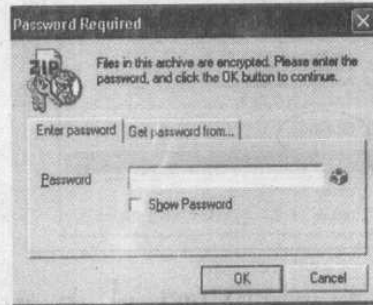 Password Required
ZIP
Files in this archive are encrypted. Please enter the
password, and click the OK button to continue.
Enter password
Get password from...
Password
Show Password
OK
Cancel